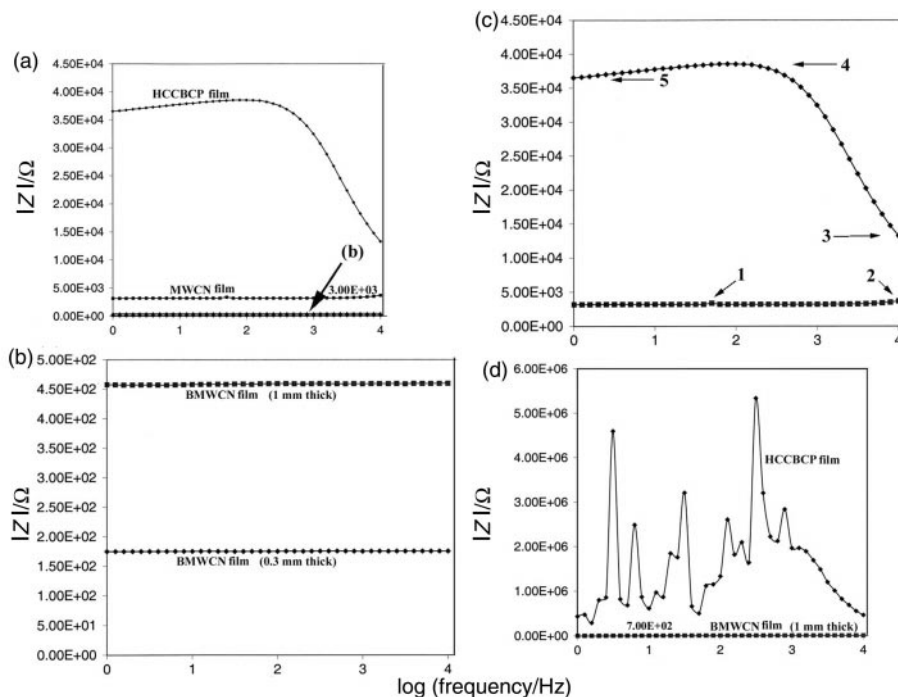 (a)
|Z|/Ω
4.50E+04
4.00E+04
3.50E+04
3.00E+04
2.50E+04
2.00E+04
1.50E+04
1.00E+04
5.00E+03
0.00E+00
HCCBCP film
(b)
MWCN film
3.00E+03
0 1 2 3 4
(c)
|Z|/Ω
4.50E+04
4.00E+04
3.50E+04
3.00E+04
2.50E+04
2.00E+04
1.50E+04
1.00E+04
5.00E+03
0.00E+00
4
5
3
1
2
0 1 2 3 4
(b)
|Z|/Ω
5.00E+02
4.50E+02
4.00E+02
3.50E+02
3.00E+02
2.50E+02
2.00E+02
1.50E+02
1.00E+02
5.00E+01
0.00E+00
BMWCN film (1 mm thick)
BMWCN film (0.3 mm thick)
0 1 2 3 4
(d)
|Z|/Ω
6.00E+06
5.00E+06
4.00E+06
3.00E+06
2.00E+06
1.00E+06
0.00E+00
HCCBCP film
7.00E+02
BMWCN film (1 mm thick)
0 1 2 3 4
log (frequency/Hz)